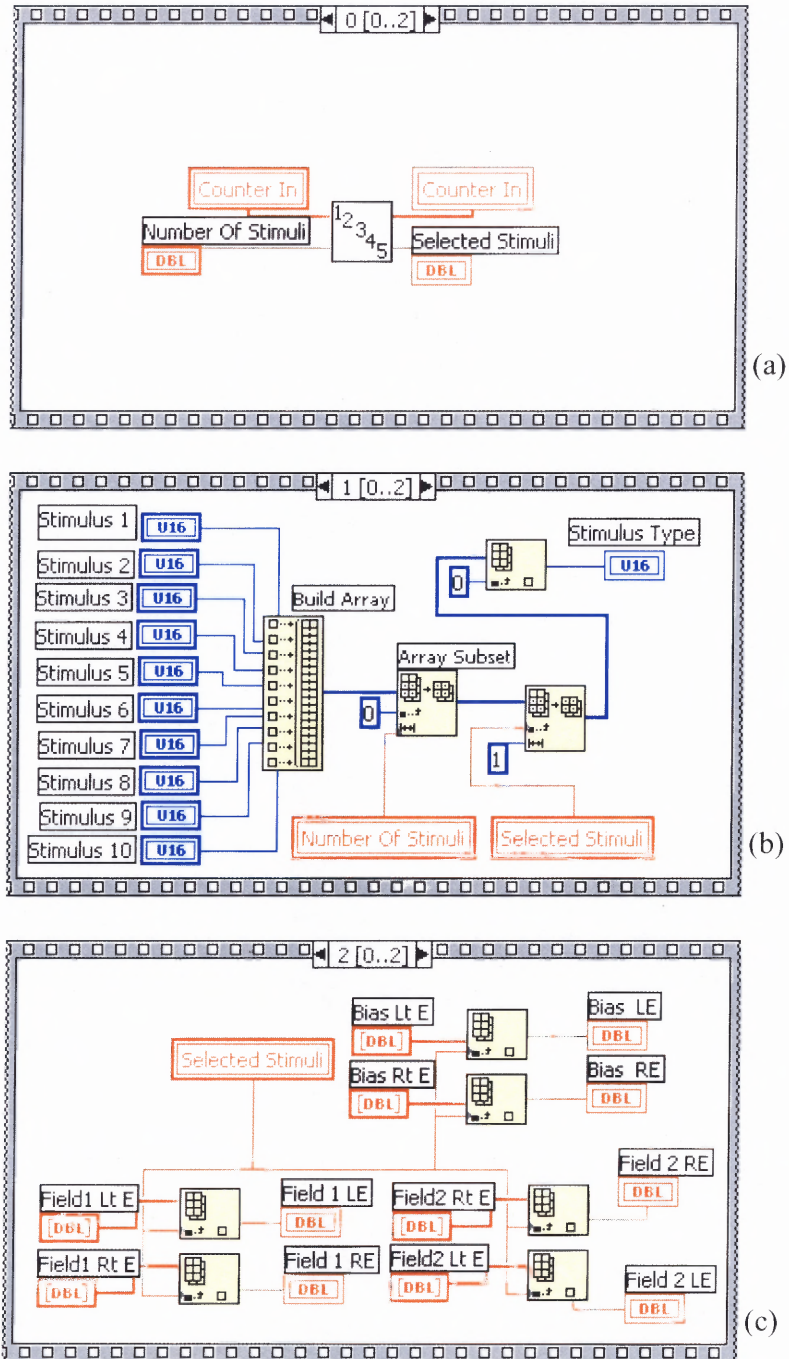 0 [0..2]
Counter In
Counter In
Number Of Stimuli
Selected Stimuli
DBL
DBL
1 2 3 4 5
(a)
1 [0..2]
Stimulus 1
U16
Stimulus 2
U16
Stimulus 3
U16
Stimulus 4
U16
Stimulus 5
U16
Stimulus 6
U16
Stimulus 7
U16
Stimulus 8
U16
Stimulus 9
U16
Stimulus 10
U16
Build Array
Array Subset
0
1
0
Stimulus Type
U16
Number Of Stimuli
Selected Stimuli
(b)
2 [0..2]
Selected Stimuli
Bias Lt E
[DBL]
Bias LE
DBL
Bias Rt E
[DBL]
Bias RE
DBL
Field1 Lt E
[DBL]
Field 1 LE
DBL
Field1 Rt E
[DBL]
Field 1 RE
DBL
Field2 Rt E
[DBL]
Field 2 RE
DBL
Field2 Lt E
[DBL]
Field 2 LE
DBL
(c)